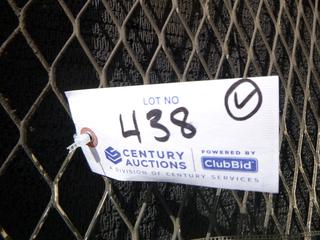 LOT NO
438
CENTURY
AUCTIONS
A DIVISION OF CENTURY SERVICES
POWERED BY
ClubBid